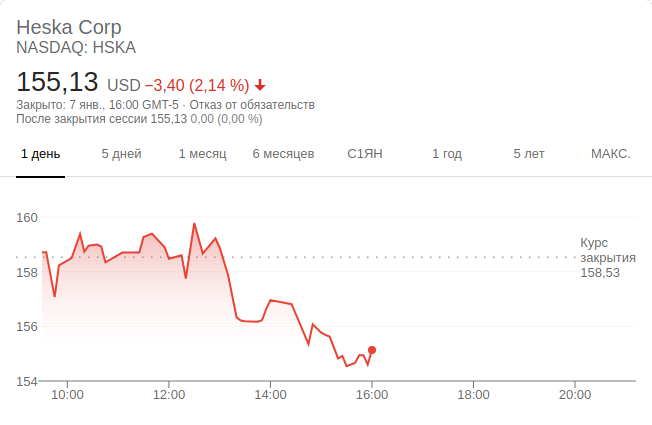 Heska Corp
NASDAQ: HSKA
155,13 USD −3,40 (2,14 %)
Закрыто: 7 янв., 16:00 GMT-5 · Отказ от обязательств
После закрытия сессии 155,13 0,00 (0,00 %)
1 день 5 дней 1 месяц 6 месяцев С1ЯН 1 год 5 лет МАКС.
160
158
156
154
Курс
закрытия
158,53
10:00 12:00 14:00 16:00 18:00 20:00